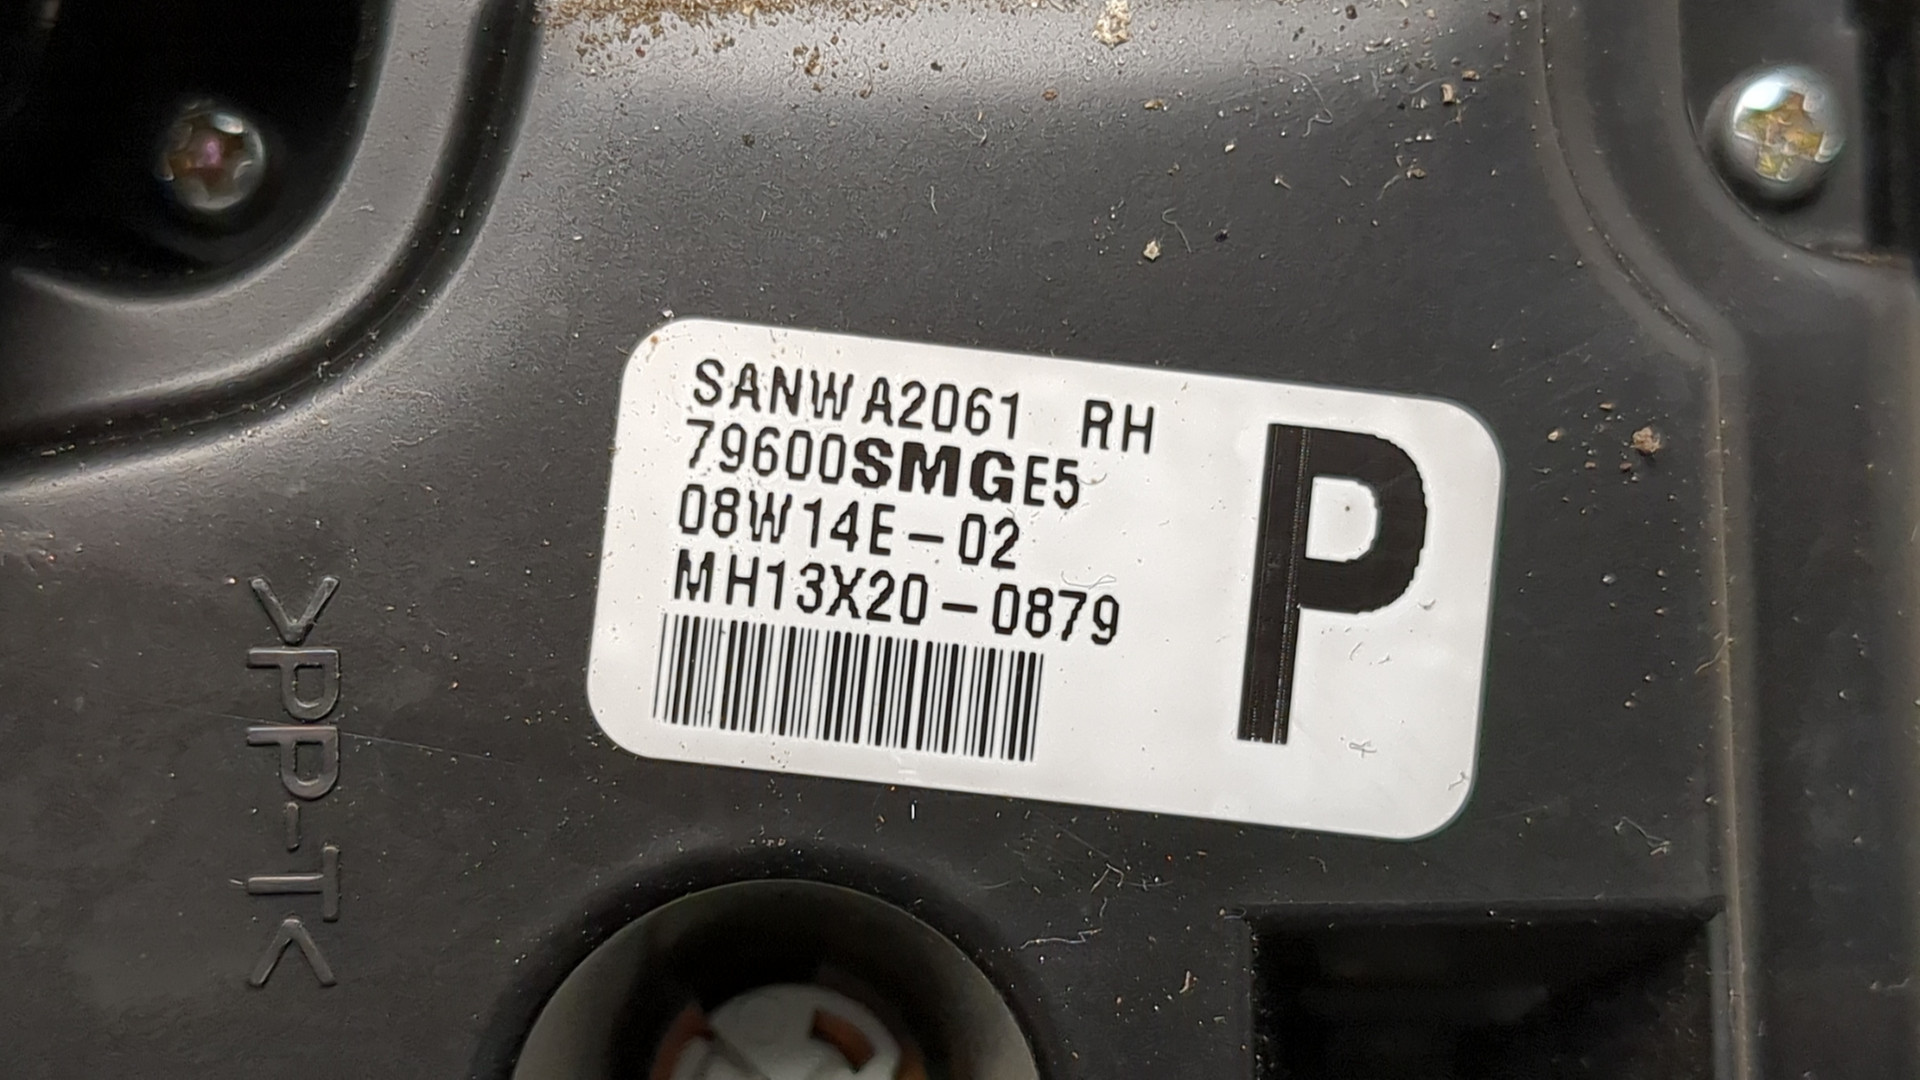 SANWA2061 RH
79600SMGE5
08W14E-02
MH13X20-0879
P
>PP-T<